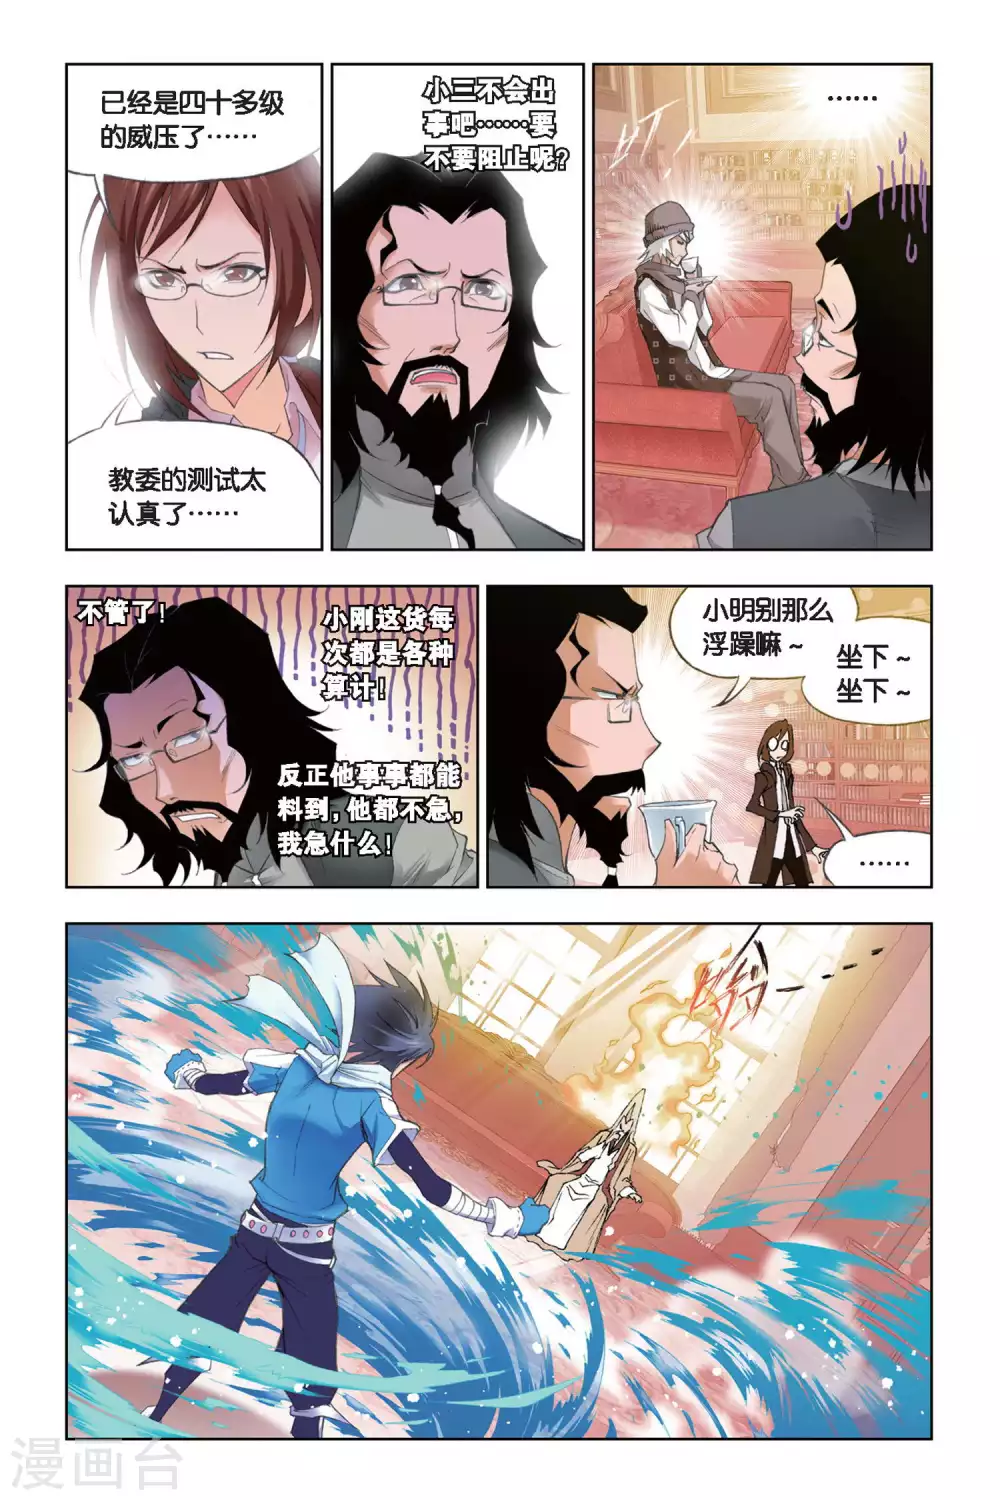 已经是四十多级
的威压了……
教委的测试太
认真了……
小三不会出
事吧……要
不要阻止呢？
叮
……
不管了！
小刚这货每
次都是各种
算计！
反正他事事都能
料到，他都不急，
我急什么！
小明别那么
浮躁嘛～
坐下～
坐下～
……
漫画台